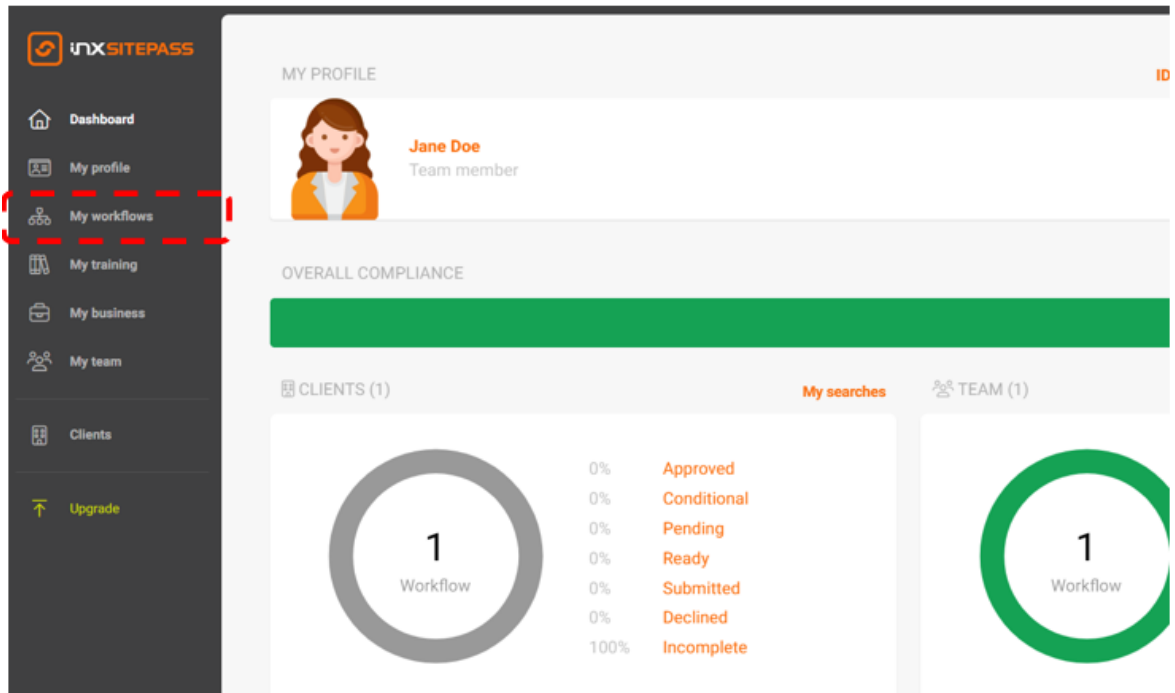 inxSITEPASS
Dashboard
My profile
My workflows
My training
My business
My team
Clients
Upgrade
MY PROFILE
ID
Jane Doe
Team member
OVERALL COMPLIANCE
CLIENTS (1)
My searches
1
Workflow
0% Approved
0% Conditional
0% Pending
0% Ready
0% Submitted
0% Declined
100% Incomplete
TEAM (1)
1
Workflow